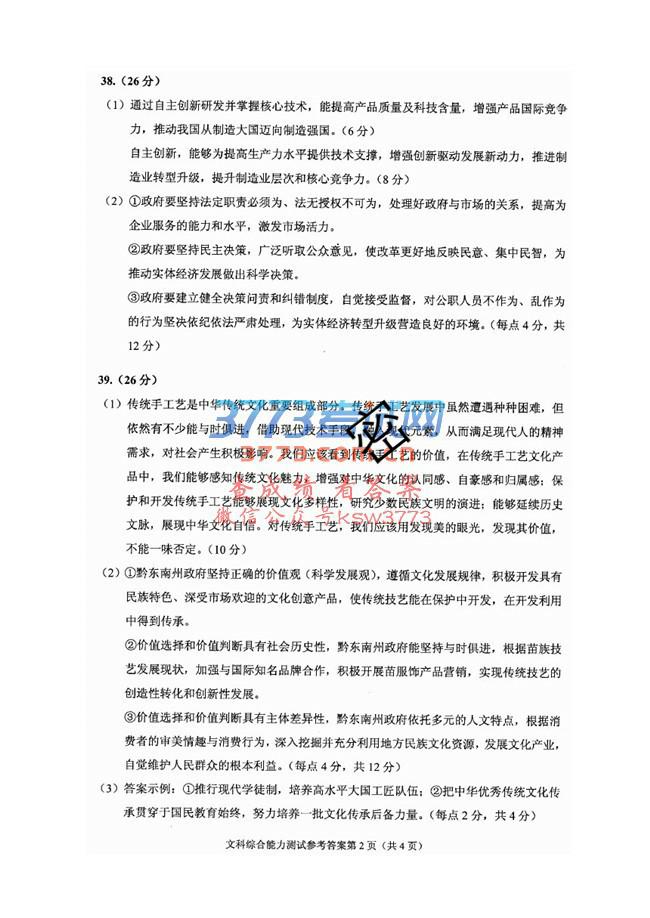 38.（26 分）
（1）通过自主创新研发并掌握核心技术，能提高产品质量及科技含量，增强产品国际竞争
力，推动我国从制造大国迈向制造强国。（6 分）
自主创新，能够为提高生产力水平提供技术支撑，增强创新驱动发展新动力，推进制
造业转型升级，提升制造业层次和核心竞争力。（8 分）
（2）①政府要坚持法定职责必须为、法无授权不可为，处理好政府与市场的关系，提高为
企业服务的能力和水平，激发市场活力。
②政府要坚持民主决策，广泛听取公众意见，使改革更好地反映民意、集中民智，为
推动实体经济发展做出科学决策。
③政府要建立健全决策问责和纠错制度，自觉接受监督，对公职人员不作为、乱作为
的行为坚决依纪依法严肃处理，为实体经济转型升级营造良好的环境。（每点 4 分，共
12 分）
39.（26 分）
（1）传统手工艺是中华传统文化重要组成部分。传统手工艺发展中虽然遭遇种种困难，但
依然有不少能与时俱进，借助现代技术手段，现代元素，从而满足现代人的精神
需求，对社会产生积极影响。我们应该看到传统手工艺的价值，在传统手工艺文化产
品中，我们能够感知传统文化魅力，增强对中华文化的认同感、自豪感和归属感；保
护和开发传统手工艺能够展现文化多样性，研究少数民族文明的演进；能够延续历史
文脉，展现中华文化自信。对传统手工艺，我们应该用发现美的眼光，发现其价值，
不能一味否定。（10 分）
（2）①黔东南州政府坚持正确的价值观（科学发展观），遵循文化发展规律，积极开发具有
民族特色、深受市场欢迎的文化创意产品，使传统技艺能在保护中开发，在开发利用
中得到传承。
②价值选择和价值判断具有社会历史性，黔东南州政府能坚持与时俱进，根据苗族技
艺发展现状，加强与国际知名品牌合作，积极开展苗服饰产品营销，实现传统技艺的
创造性转化和创新性发展。
③价值选择和价值判断具有主体差异性，黔东南州政府依托多元的人文特点，根据消
费者的审美情趣与消费行为，深入挖掘并充分利用地方民族文化资源，发展文化产业，
自觉维护人民群众的根本利益。（每点 4 分，共 12 分）
（3）答案示例：①推行现代学徒制，培养高水平大国工匠队伍；②把中华优秀传统文化传
承贯穿于国民教育始终，努力培养一批文化传承后备力量。（每点 2 分，共 4 分）
文科综合能力测试参考答案第 2 页（共 4 页）
3773考试网
3773.com.cn
查成绩 看答案
微信公众号ksw3773